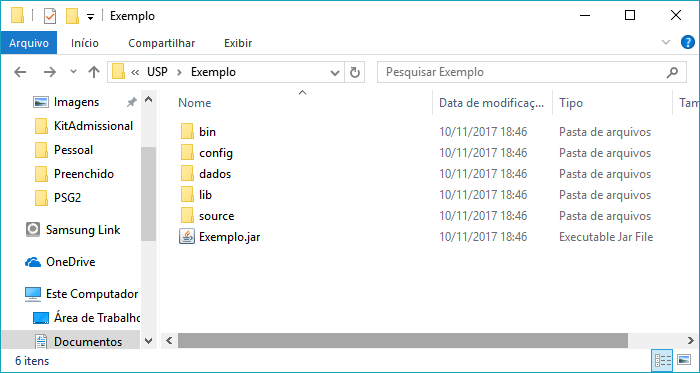 Exemplo
Arquivo Início Compartilhar Exibir
« USP > Exemplo
Pesquisar Exemplo
Imagens
KitAdmissional
Pessoal
Preenchido
PSG2
Samsung Link
OneDrive
Este Computador
Área de Trabalho
Documentos
Nome Data de modificaç... Tipo Tam
bin 10/11/2017 18:46 Pasta de arquivos
config 10/11/2017 18:46 Pasta de arquivos
dados 10/11/2017 18:46 Pasta de arquivos
lib 10/11/2017 18:46 Pasta de arquivos
source 10/11/2017 18:46 Pasta de arquivos
Exemplo.jar 10/11/2017 18:46 Executable Jar File
6 itens